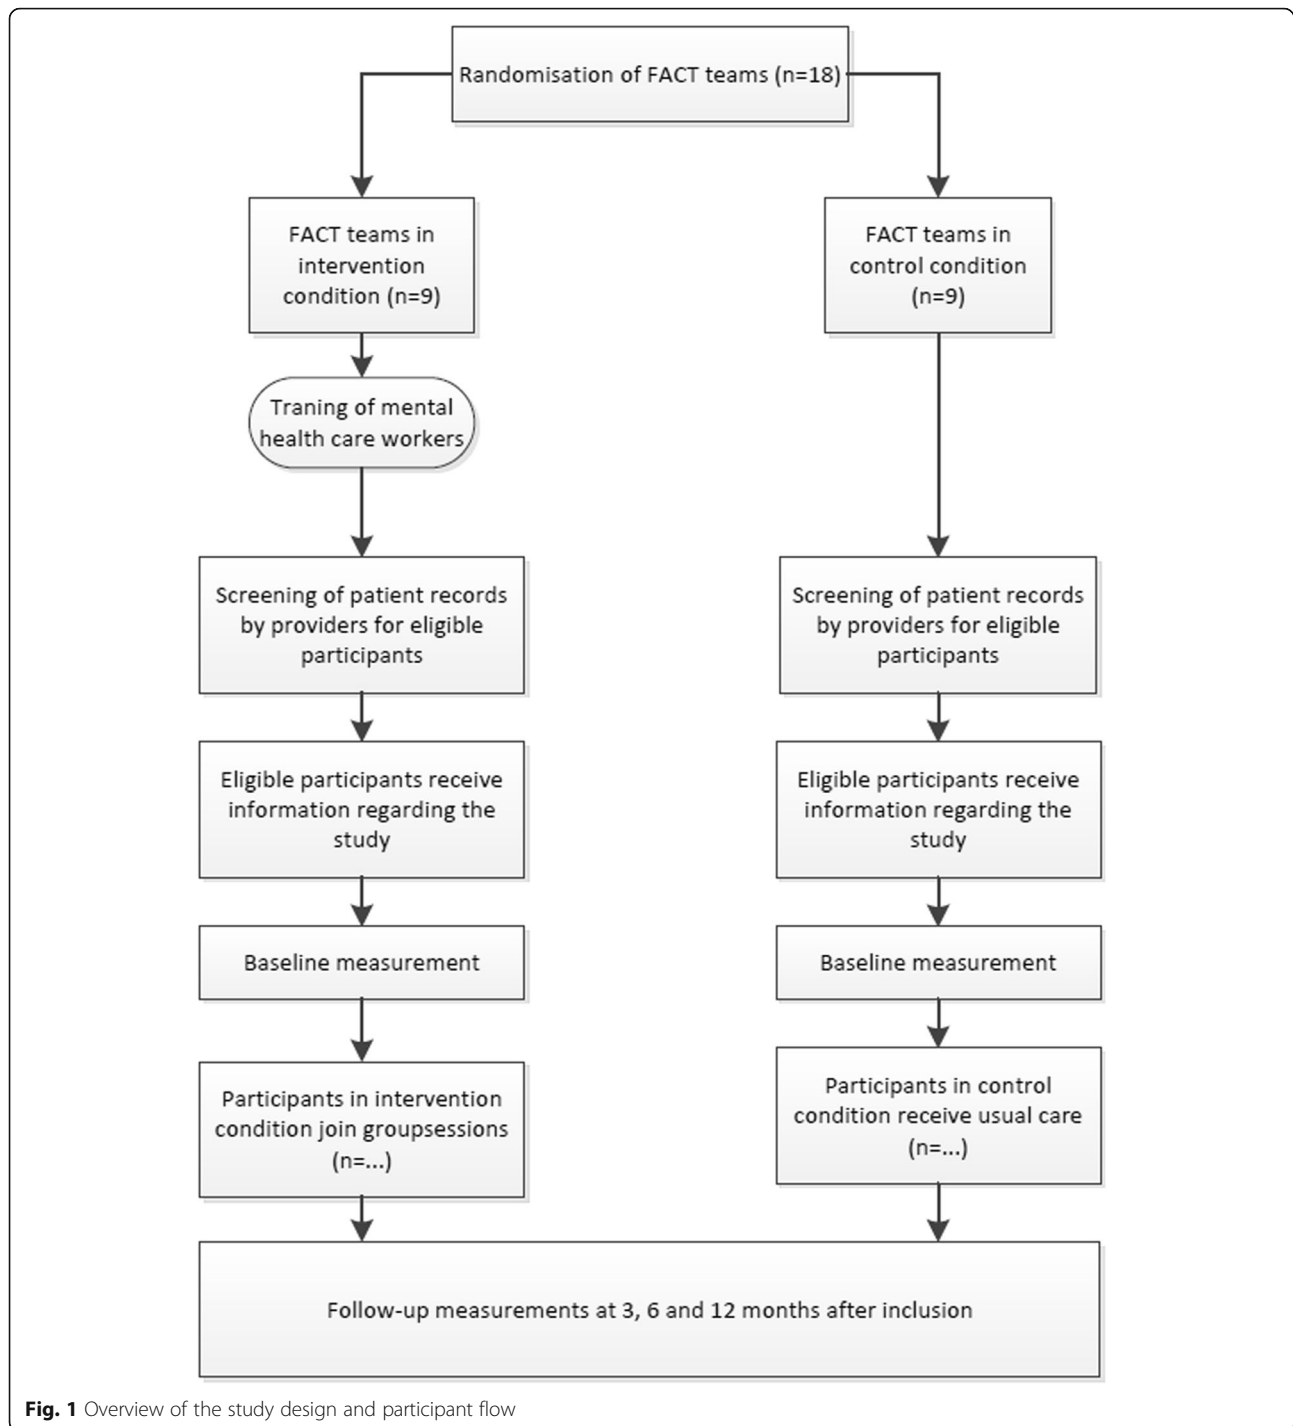 Randomisation of FACT teams (n=18)
FACT teams in
intervention
condition (n=9)
FACT teams in
control condition
(n=9)
Traning of mental
health care workers
Screening of patient records
by providers for eligible
participants
Screening of patient records
by providers for eligible
participants
Eligible participants receive
information regarding the
study
Eligible participants receive
information regarding the
study
Baseline measurement
Baseline measurement
Participants in intervention
condition join groupsessions
(n=...)
Participants in control
condition receive usual care
(n=...)
Follow-up measurements at 3, 6 and 12 months after inclusion
Fig. 1 Overview of the study design and participant flow